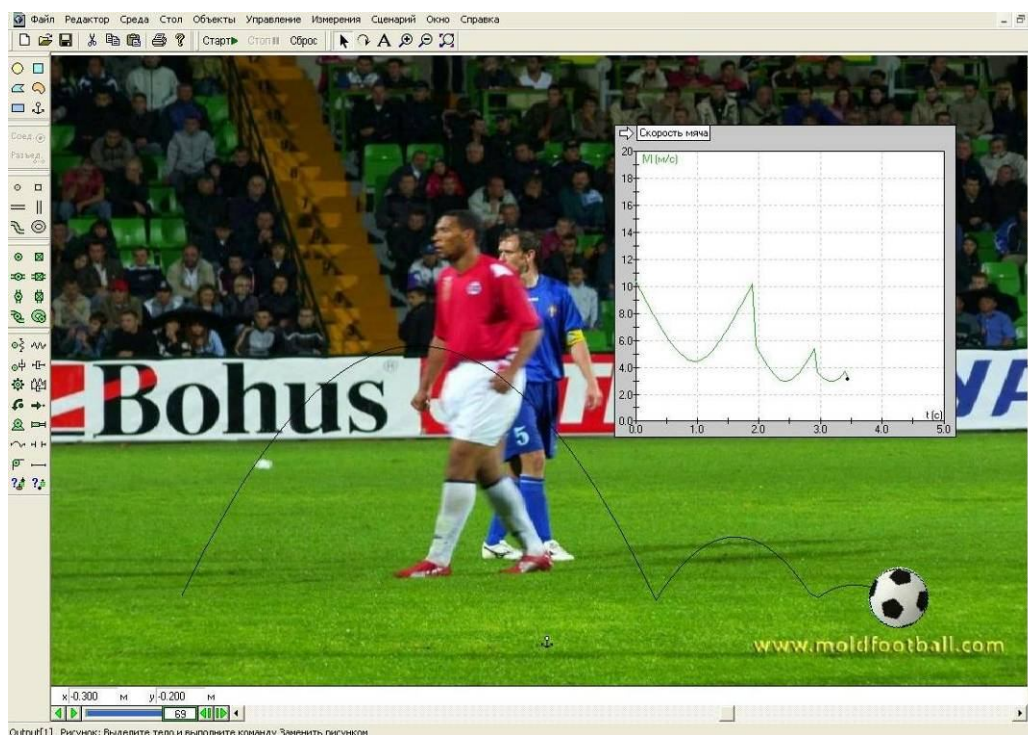 Файл Редактор Среда Стол Объекты Управление Измерения Сценарий Окно Справка
Старт Стоп Сброс A
Соед.
Разъед.
Скорость мяча
|V| (м/с)
20
18
16
14
12
10
8.0
6.0
4.0
2.0
0.0
0.0 1.0 2.0 3.0 4.0 5.0
t (с)
Bohus®
5
www.moldfootball.com
x -0.300 м y -0.200 м
69
Output[1] Рисунок: Выделите тело и выполните команду Заменить рисунком